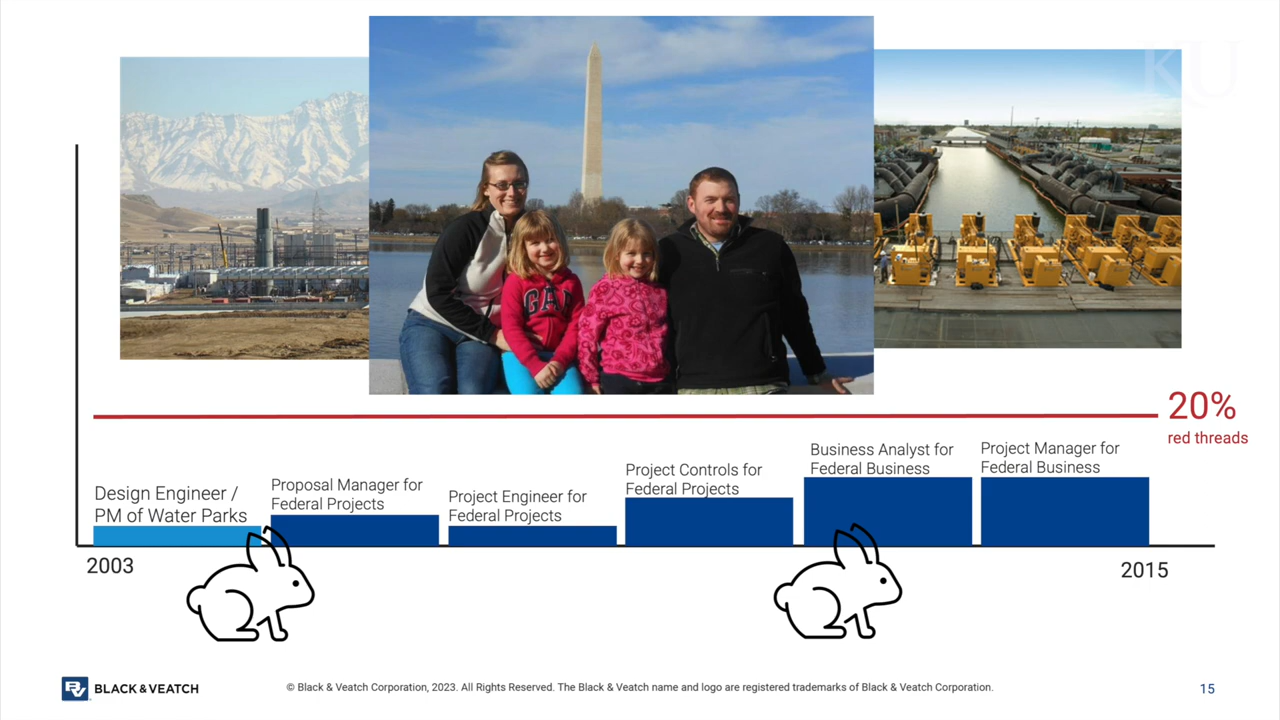 KU
GAP
20%
red threads
Design Engineer /
PM of Water Parks
Proposal Manager for
Federal Projects
Project Engineer for
Federal Projects
Project Controls for
Federal Projects
Business Analyst for
Federal Business
Project Manager for
Federal Business
2003
2015
BV BLACK & VEATCH
© Black & Veatch Corporation, 2023. All Rights Reserved. The Black & Veatch name and logo are registered trademarks of Black & Veatch Corporation.
15